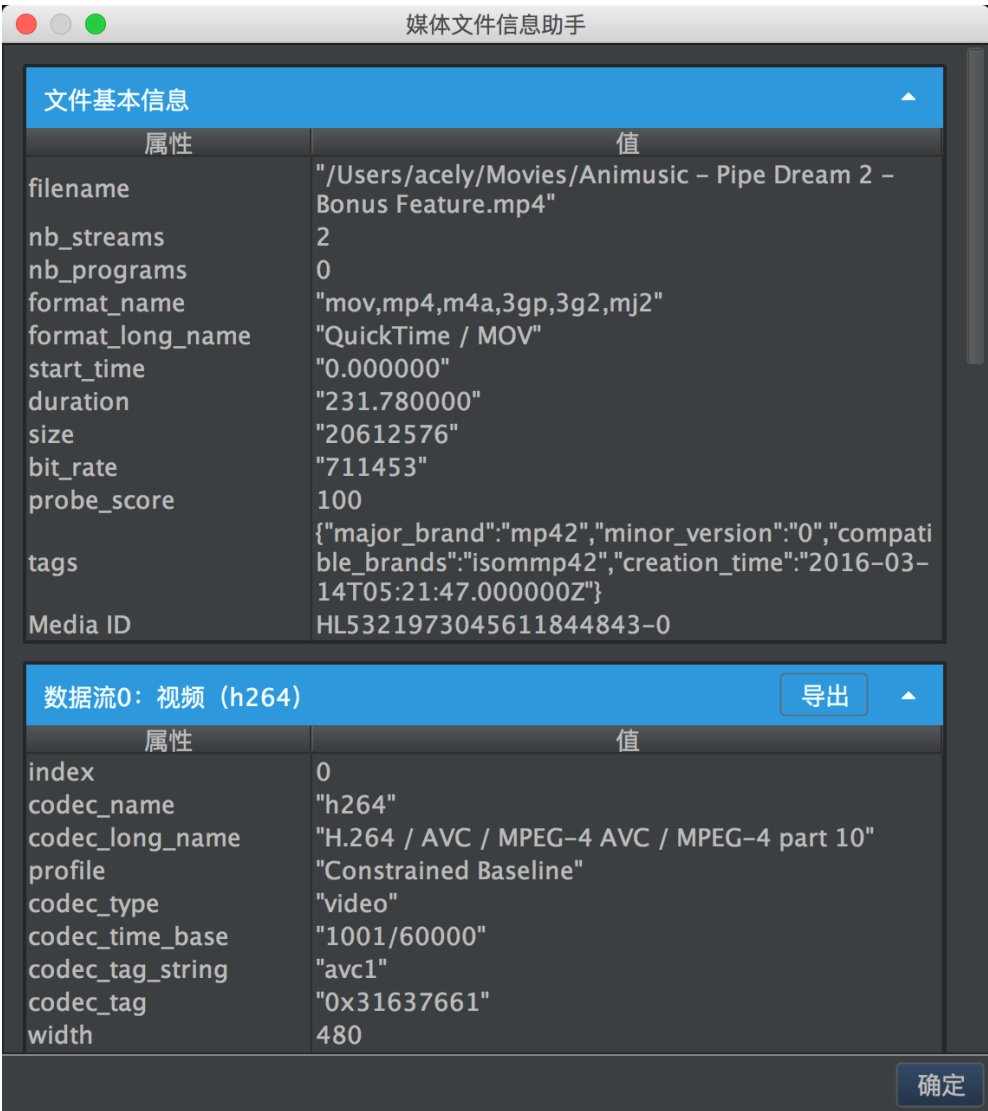 媒体文件信息助手
文件基本信息
属性 值
filename "/Users/acely/Movies/Animusic – Pipe Dream 2 –
Bonus Feature.mp4"
nb_streams 2
nb_programs 0
format_name "mov,mp4,m4a,3gp,3g2,mj2"
format_long_name "QuickTime / MOV"
start_time "0.000000"
duration "231.780000"
size "20612576"
bit_rate "711453"
probe_score 100
tags {"major_brand":"mp42","minor_version":"0","compati
ble_brands":"isommp42","creation_time":"2016-03-
14T05:21:47.000000Z"}
Media ID HL5321973045611844843-0
数据流0：视频（h264） 导出
属性 值
index 0
codec_name "h264"
codec_long_name "H.264 / AVC / MPEG-4 AVC / MPEG-4 part 10"
profile "Constrained Baseline"
codec_type "video"
codec_time_base "1001/60000"
codec_tag_string "avc1"
codec_tag "0x31637661"
width 480
确定